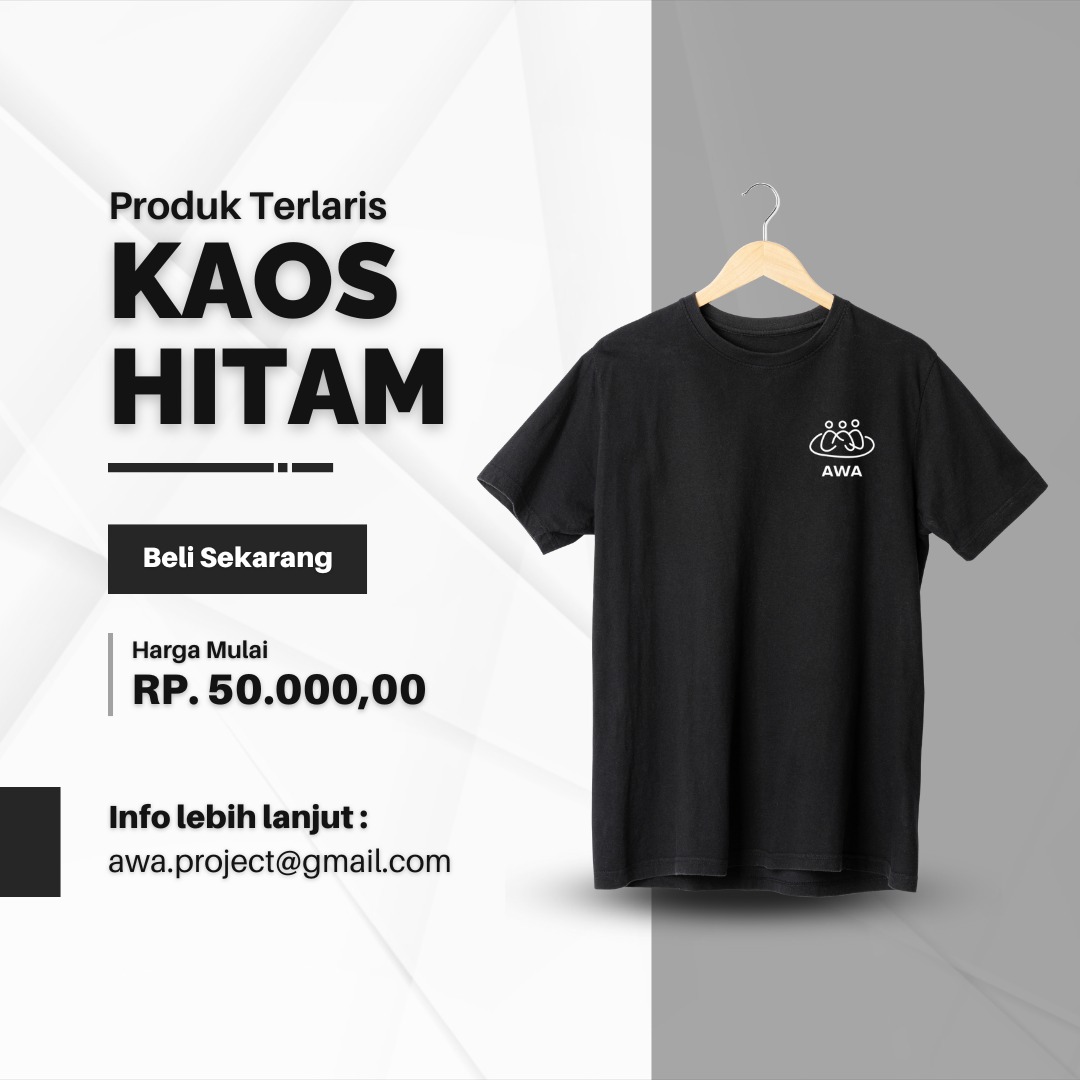 Produk Terlaris
KAOS
HITAM
Beli Sekarang
Harga Mulai
RP. 50.000,00
Info lebih lanjut :
awa.project@gmail.com
AWA